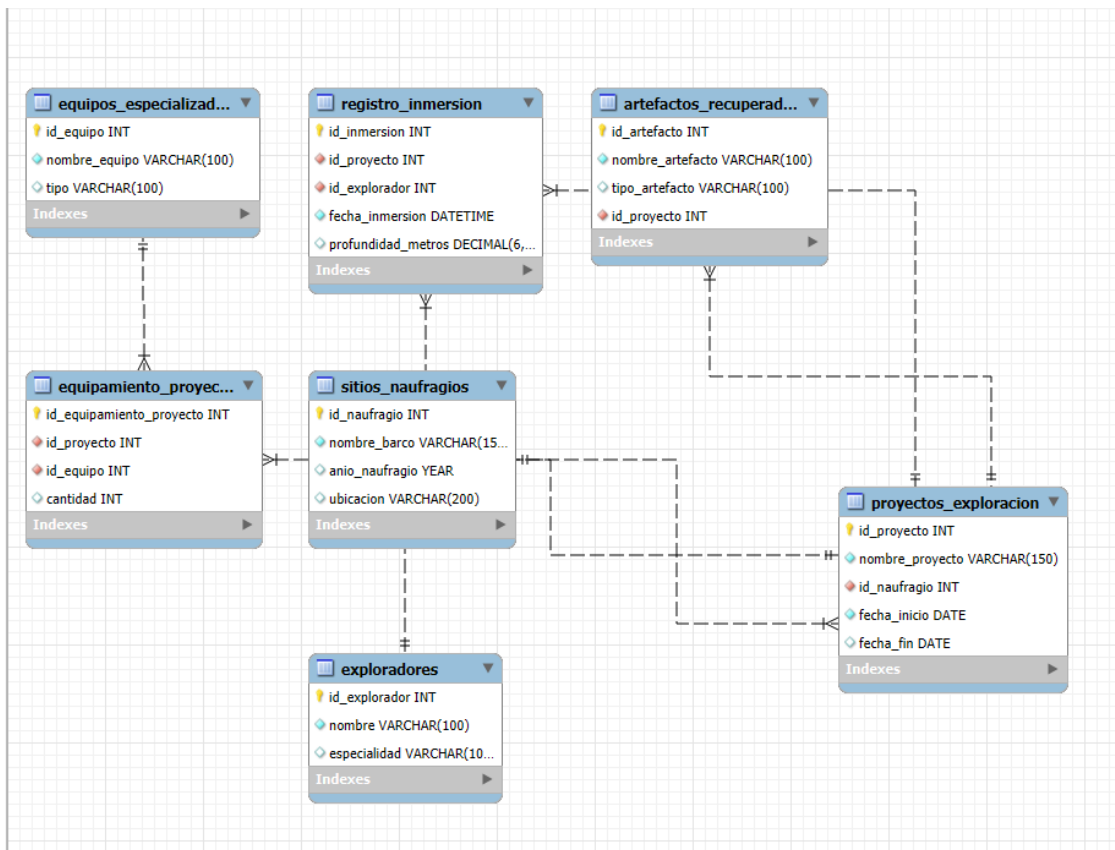 equipos_especializad...
id_equipo INT
nombre_equipo VARCHAR(100)
tipo VARCHAR(100)
Indexes
registro_inmersion
id_inmersion INT
id_proyecto INT
id_explorador INT
fecha_inmersion DATETIME
profundidad_metros DECIMAL(6,...
Indexes
artefactos_recuperad...
id_artefacto INT
nombre_artefacto VARCHAR(100)
tipo_artefacto VARCHAR(100)
id_proyecto INT
Indexes
equipamiento_proyec...
id_equipamiento_proyecto INT
id_proyecto INT
id_equipo INT
cantidad INT
Indexes
sitios_naufragios
id_naufragio INT
nombre_barco VARCHAR(15...
anio_naufragio YEAR
ubicacion VARCHAR(200)
Indexes
proyectos_exploracion
id_proyecto INT
nombre_proyecto VARCHAR(150)
id_naufragio INT
fecha_inicio DATE
fecha_fin DATE
Indexes
exploradores
id_explorador INT
nombre VARCHAR(100)
especialidad VARCHAR(10...
Indexes